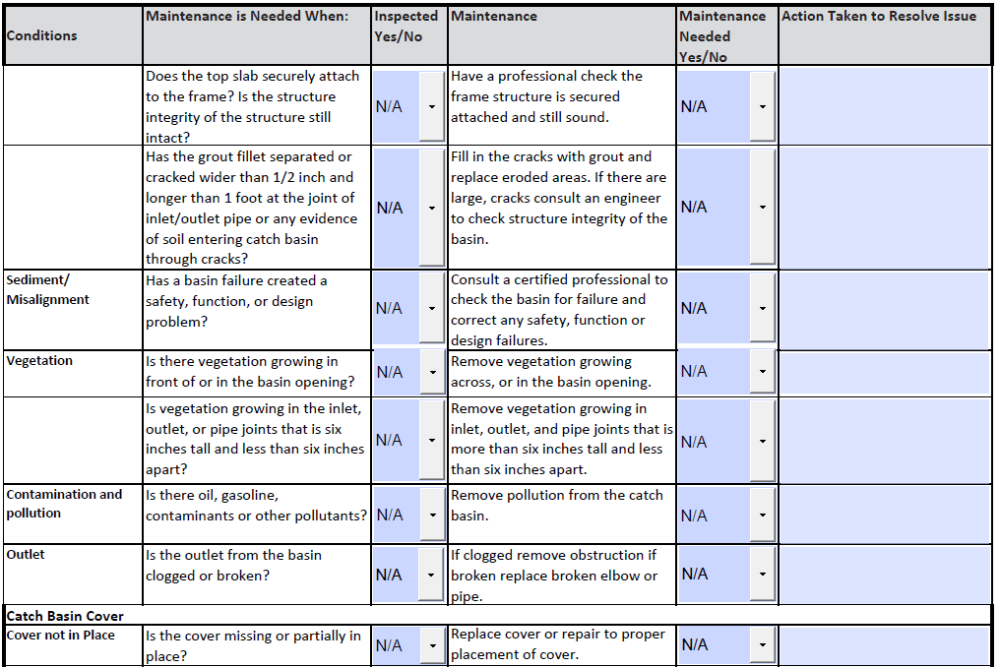 Conditions
Maintenance is Needed When:
Inspected
Yes/No
Maintenance
Maintenance
Needed
Yes/No
Action Taken to Resolve Issue
Does the top slab securely attach
to the frame? Is the structure
integrity of the structure still
intact?
N/A
Have a professional check the
frame structure is secured
attached and still sound.
N/A
Has the grout fillet separated or
cracked wider than 1/2 inch and
longer than 1 foot at the joint of
inlet/outlet pipe or any evidence
of soil entering catch basin
through cracks?
N/A
Fill in the cracks with grout and
replace eroded areas. If there are
large, cracks consult an engineer
to check structure integrity of the
basin.
N/A
Sediment/
Misalignment
Has a basin failure created a
safety, function, or design
problem?
N/A
Consult a certified professional to
check the basin for failure and
correct any safety, function or
design failures.
N/A
Vegetation
Is there vegetation growing in
front of or in the basin opening?
N/A
Remove vegetation growing
across, or in the basin opening.
N/A
Is vegetation growing in the inlet,
outlet, or pipe joints that is six
inches tall and less than six inches
apart?
N/A
Remove vegetation growing in
inlet, outlet, and pipe joints that is
more than six inches tall and less
than six inches apart.
N/A
Contamination and
pollution
Is there oil, gasoline,
contaminants or other pollutants?
N/A
Remove pollution from the catch
basin.
N/A
Outlet
Is the outlet from the basin
clogged or broken?
N/A
If clogged remove obstruction if
broken replace broken elbow or
pipe.
N/A
Catch Basin Cover
Cover not in Place
Is the cover missing or partially in
place?
N/A
Replace cover or repair to proper
placement of cover.
N/A